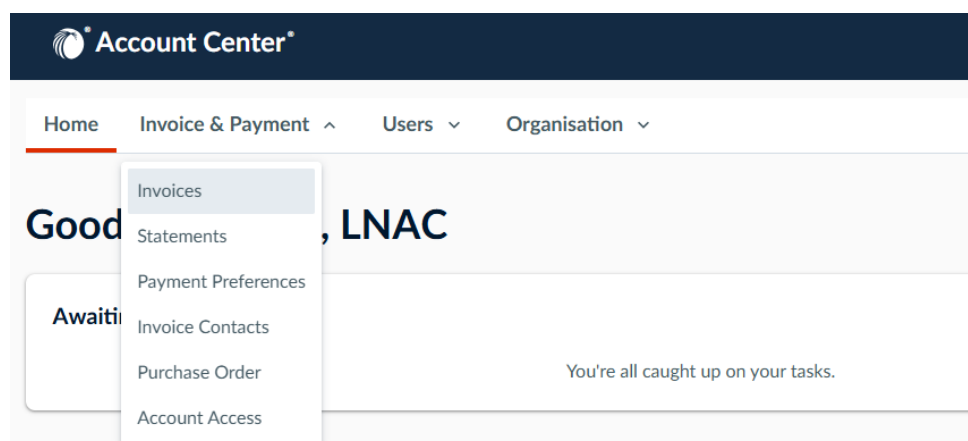 Account Center®
Home Invoice & Payment Users Organisation
Invoices
Good , LNAC
Statements
Payment Preferences
Invoice Contacts
Purchase Order
You're all caught up on your tasks.
Account Access